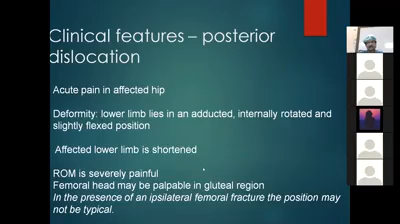 Clinical features – posterior
dislocation
Acute pain in affected hip
Deformity: lower limb lies in an adducted, internally rotated and
slightly flexed position
Affected lower limb is shortened
ROM is severely painful
Femoral head may be palpable in gluteal region
In the presence of an ipsilateral femoral fracture the position may
not be typical.